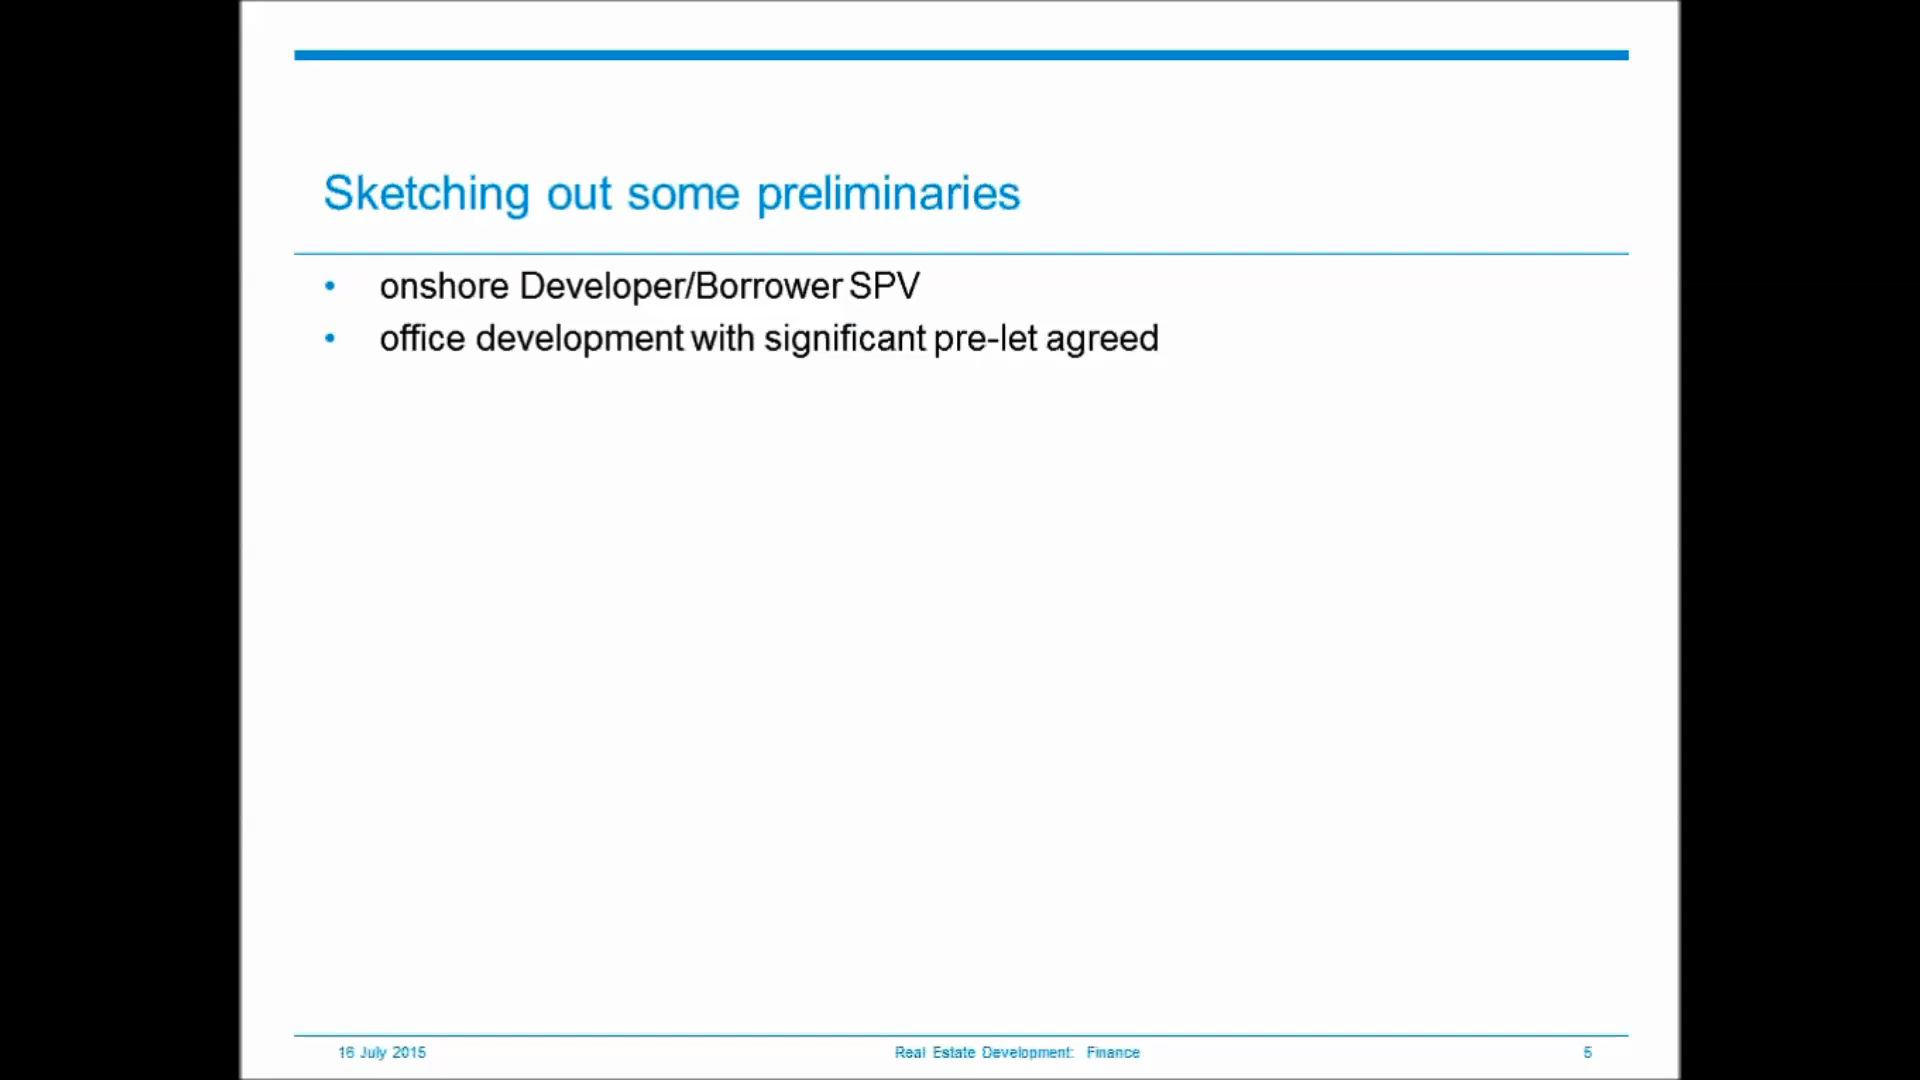 Sketching out some preliminaries
• onshore Developer/Borrower SPV
• office development with significant pre-let agreed
16 July 2015
Real Estate Development: Finance
5